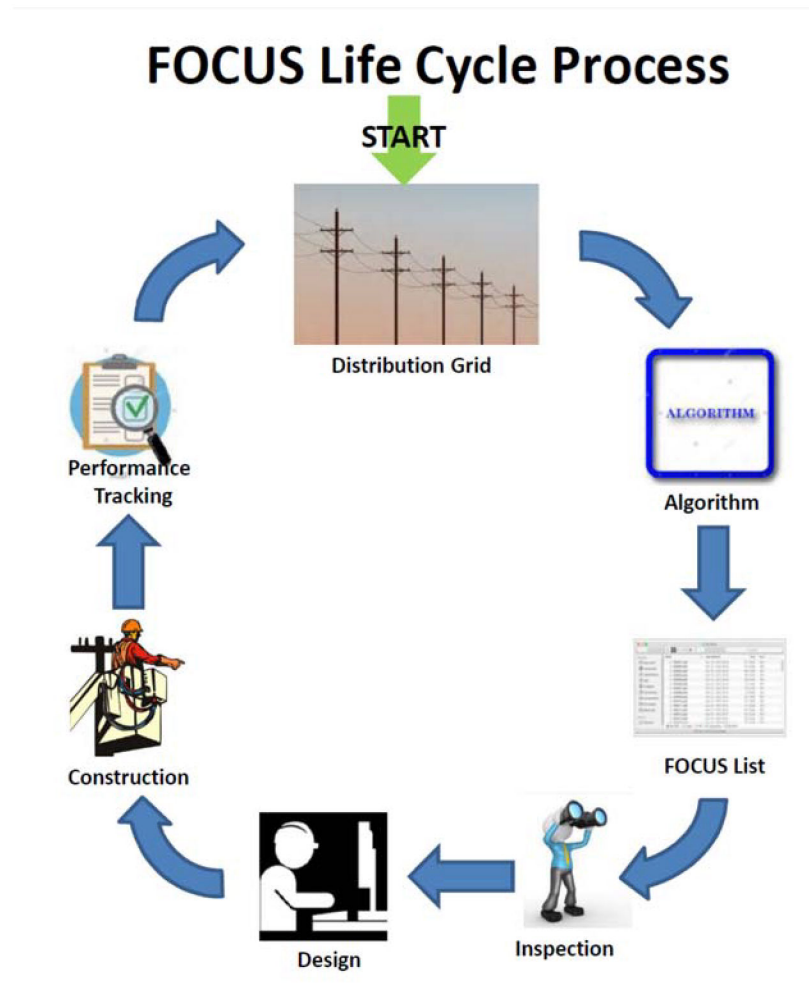 FOCUS Life Cycle Process
START
Distribution Grid
ALGORITHM
Algorithm
Performance
Tracking
FOCUS List
Construction
Inspection
Design